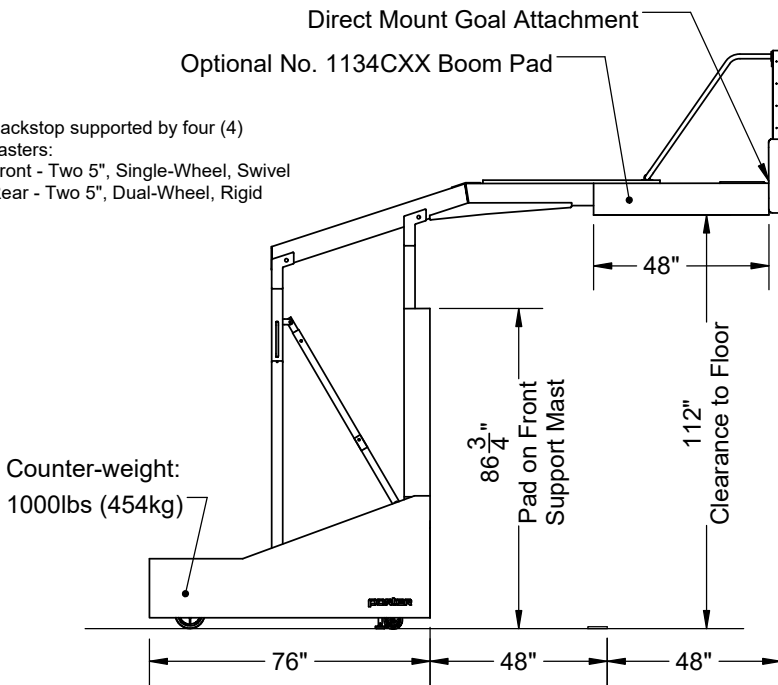 Direct Mount Goal Attachment
Optional No. 1134CXX Boom Pad
ackstop supported by four (4)
asters:
ront - Two 5", Single-Wheel, Swivel
ear - Two 5", Dual-Wheel, Rigid
48"
86 3/4"
Pad on Front
Support Mast
112"
Clearance to Floor
Counter-weight:
1000lbs (454kg)
porter
76"
48"
48"